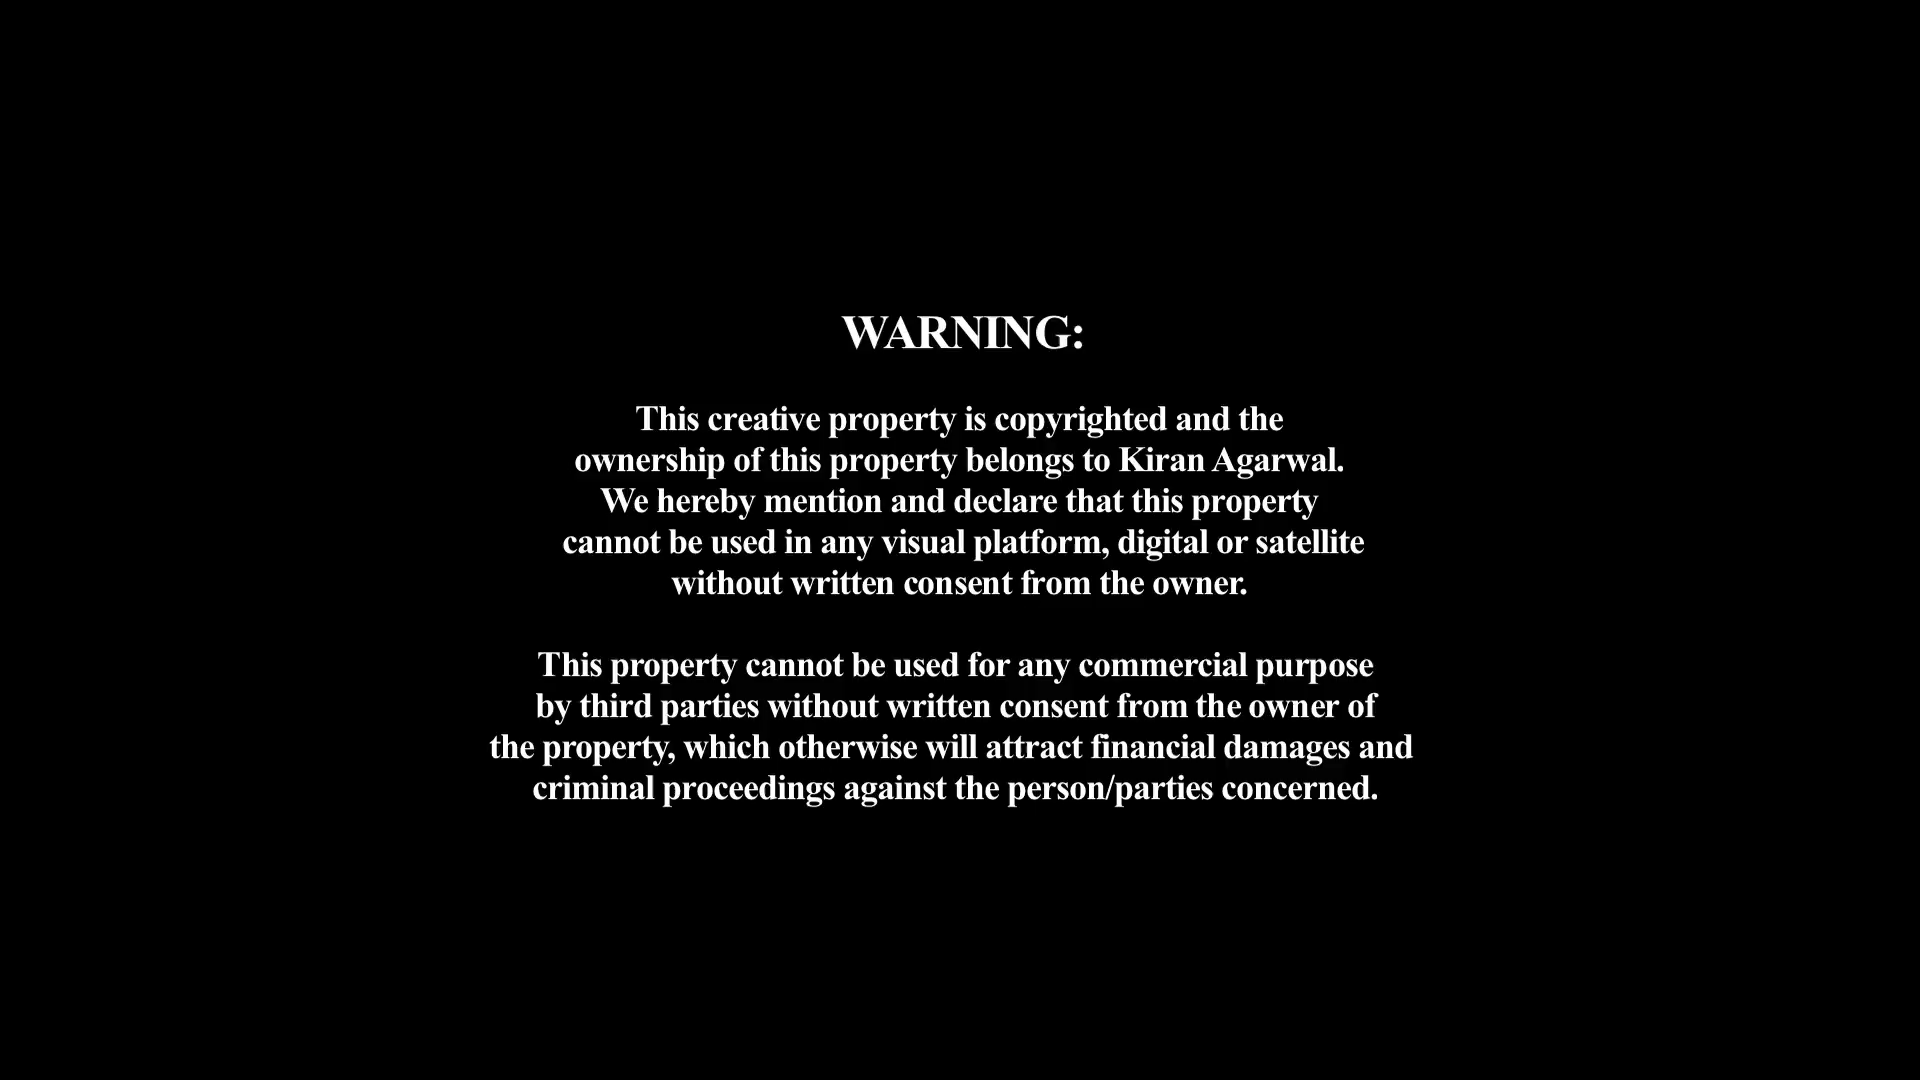 WARNING:
This creative property is copyrighted and the
ownership of this property belongs to Kiran Agarwal.
We hereby mention and declare that this property
cannot be used in any visual platform, digital or satellite
without written consent from the owner.
This property cannot be used for any commercial purpose
by third parties without written consent from the owner of
the property, which otherwise will attract financial damages and
criminal proceedings against the person/parties concerned.